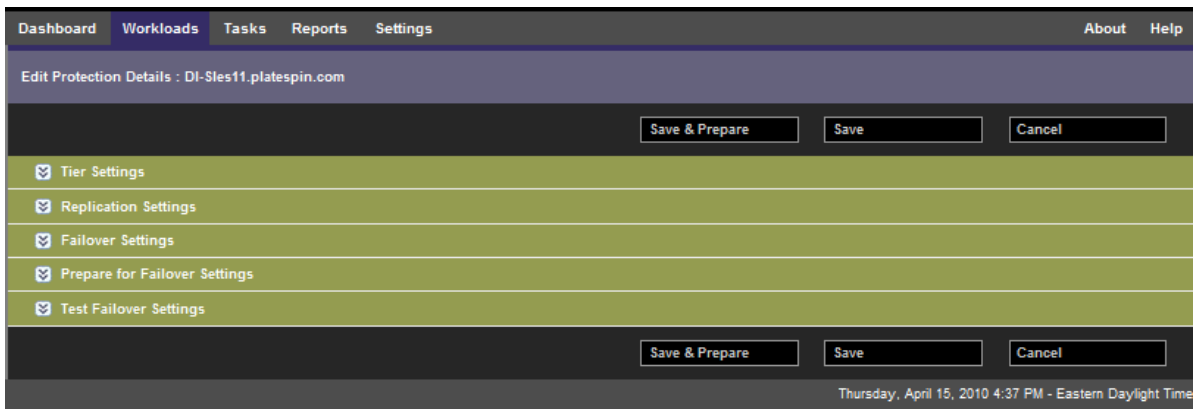 Dashboard Workloads Tasks Reports Settings About Help
Edit Protection Details : DI-Sles11.platespin.com
Save & Prepare Save Cancel
Tier Settings
Replication Settings
Failover Settings
Prepare for Failover Settings
Test Failover Settings
Save & Prepare Save Cancel
Thursday, April 15, 2010 4:37 PM - Eastern Daylight Time